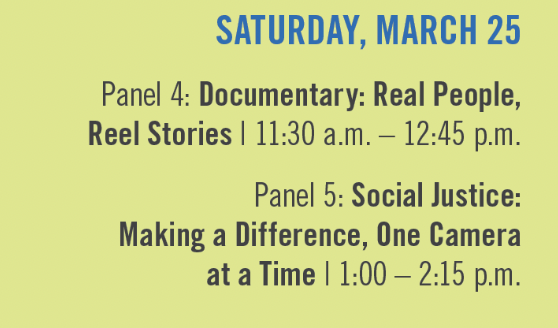 SATURDAY, MARCH 25
Panel 4: Documentary: Real People,
Reel Stories | 11:30 a.m. – 12:45 p.m.
Panel 5: Social Justice:
Making a Difference, One Camera
at a Time | 1:00 – 2:15 p.m.